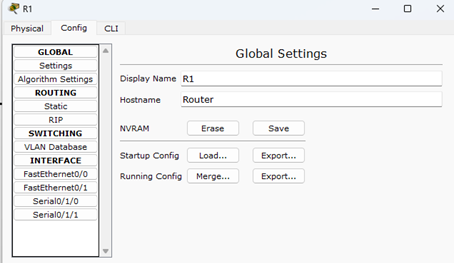 R1
Physical Config CLI
GLOBAL
Settings
Algorithm Settings
ROUTING
Static
RIP
SWITCHING
VLAN Database
INTERFACE
FastEthernet0/0
FastEthernet0/1
Serial0/1/0
Serial0/1/1
Global Settings
Display Name R1
Hostname Router
NVRAM Erase Save
Startup Config Load... Export...
Running Config Merge... Export...